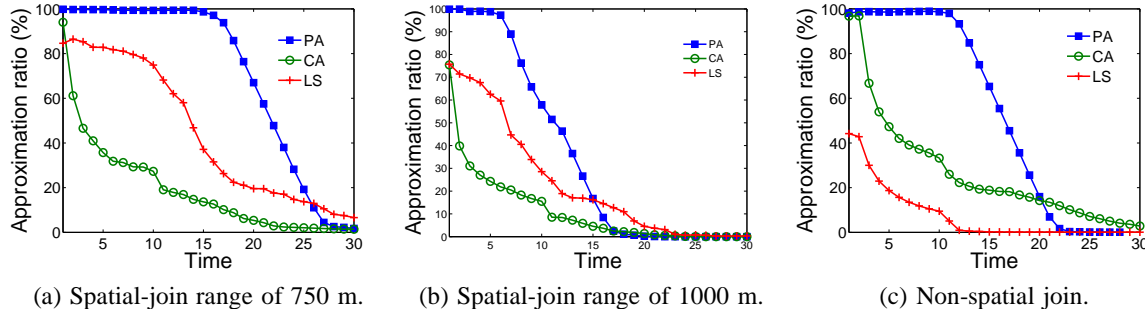 Approximation ratio (%)
100
80
60
40
20
0
5
10
15
20
25
30
Time
PA
CA
LS
(a) Spatial-join range of 750 m.
Approximation ratio (%)
100
90
80
70
60
50
40
30
20
10
0
5
10
15
20
25
30
Time
PA
CA
LS
(b) Spatial-join range of 1000 m.
Approximation ratio (%)
100
80
60
40
20
0
5
10
15
20
25
30
Time
PA
CA
LS
(c) Non-spatial join.